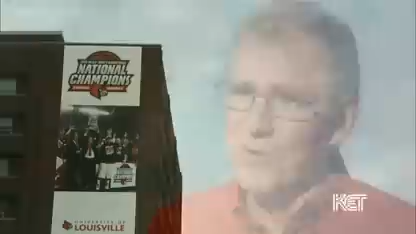 NATIONAL
CHAMPIONS
UNIVERSITY OF
LOUISVILLE
KET